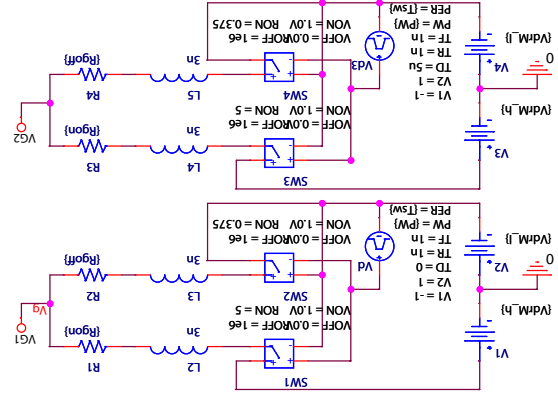 SW1
R1
L2
V1
VG1
{Rgon}
3n
{VdrM_h}
VOFF = 0.0V ROFF = 1e6
VON = 1.0V RON = 5
Vg
V1 = -1
V2 = 1
TD = 0
TR = 1n
TF = 1n
PW = {PW}
PER = {Tsw}
SW2
R2
L3
V2
Vd
0
{Rgoff}
3n
{VdrM_l}
VOFF = 0.0V ROFF = 1e6
VON = 1.0V RON = 0.375
SW3
R3
L4
V3
{Rgon}
3n
{VdrM_h}
VOFF = 0.0V ROFF = 1e6
VON = 1.0V RON = 5
VG2
V1 = -1
V2 = 1
TD = 5u
TR = 1n
TF = 1n
PW = {PW}
PER = {Tsw}
SW4
R4
L5
V4
Vd3
0
{Rgoff}
3n
{VdrM_l}
VOFF = 0.0V ROFF = 1e6
VON = 1.0V RON = 0.375